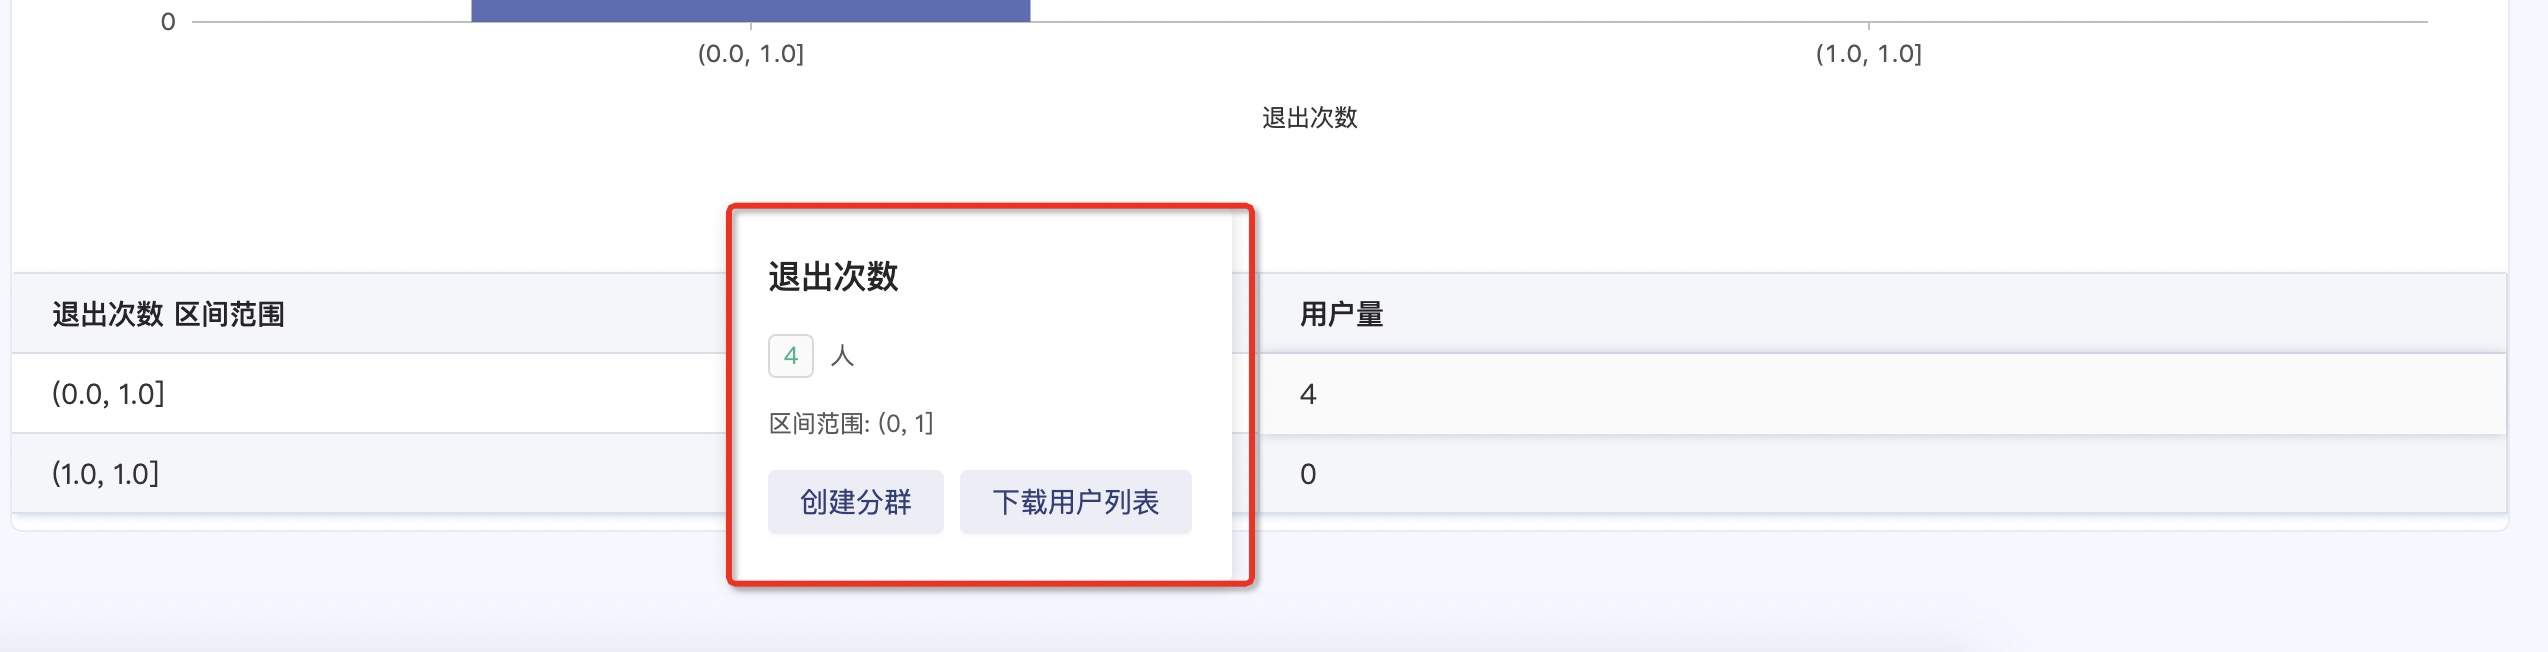 0
(0.0, 1.0]
(1.0, 1.0]
退出次数
退出次数 区间范围
用户量
(0.0, 1.0]
4
(1.0, 1.0]
0
退出次数
4 人
区间范围: (0, 1]
创建分群
下载用户列表